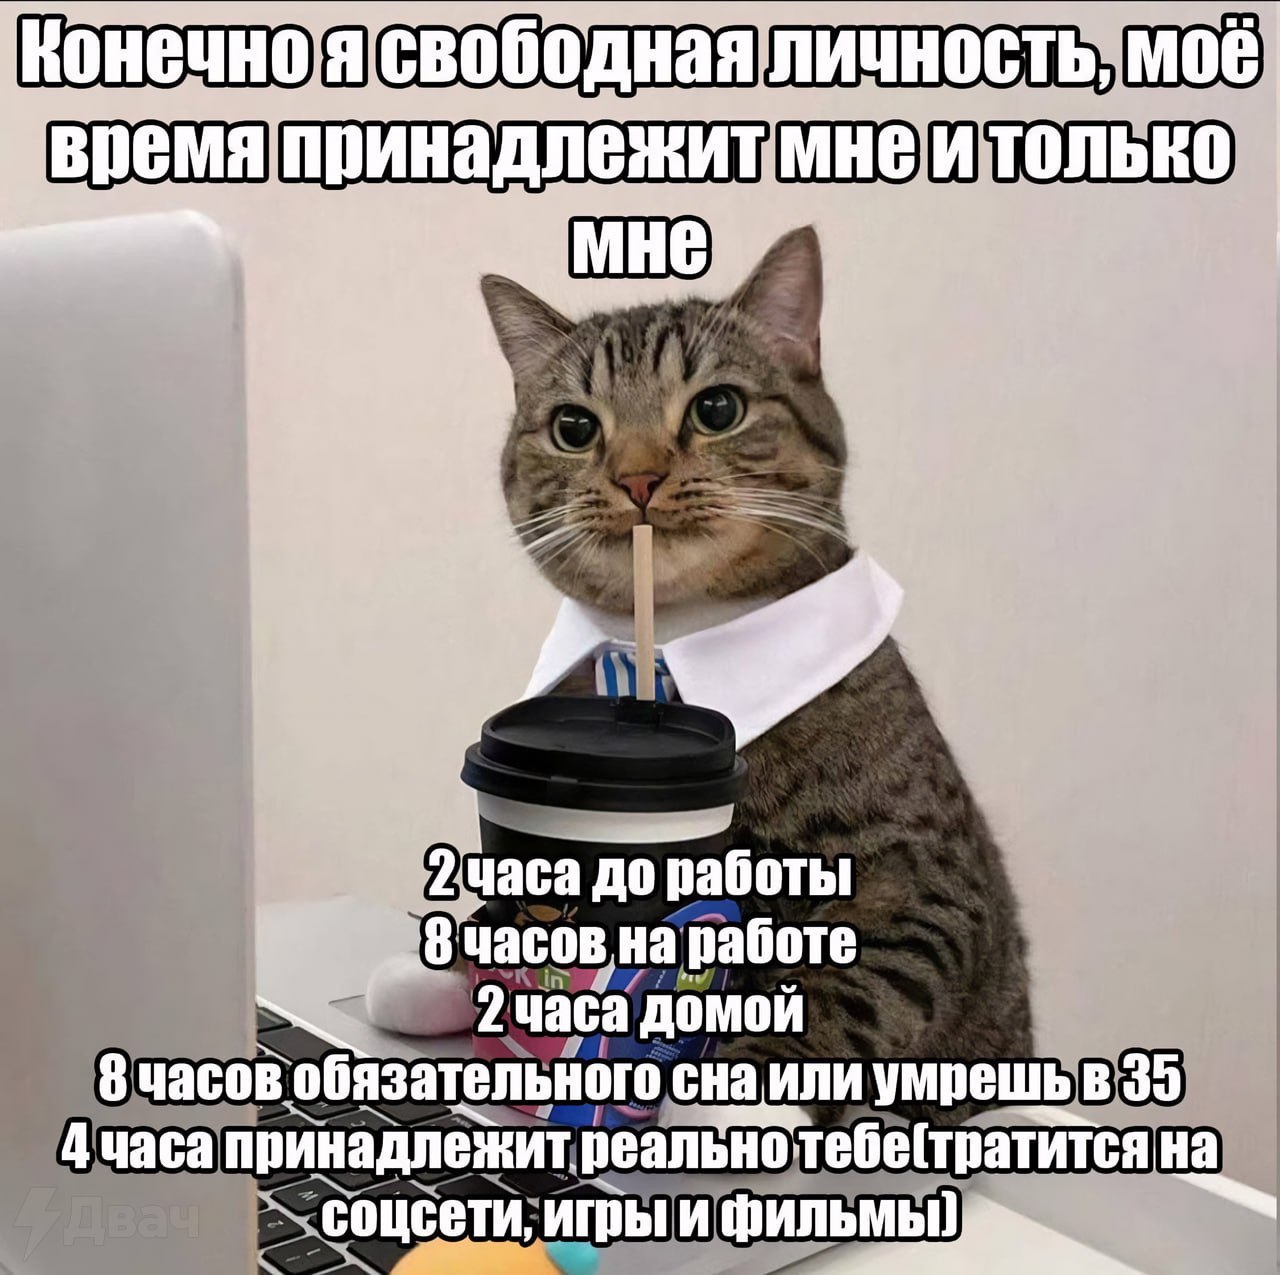 Конечно я свободная личность, моё
время принадлежит мне и только
мне
2 часа до работы
8 часов на работе
in
2 часа домой
8 часов обязательного сна или умрешь в 35
4 часа принадлежит реально тебе(тратится на
соцсети, игры и фильмы)
Двач